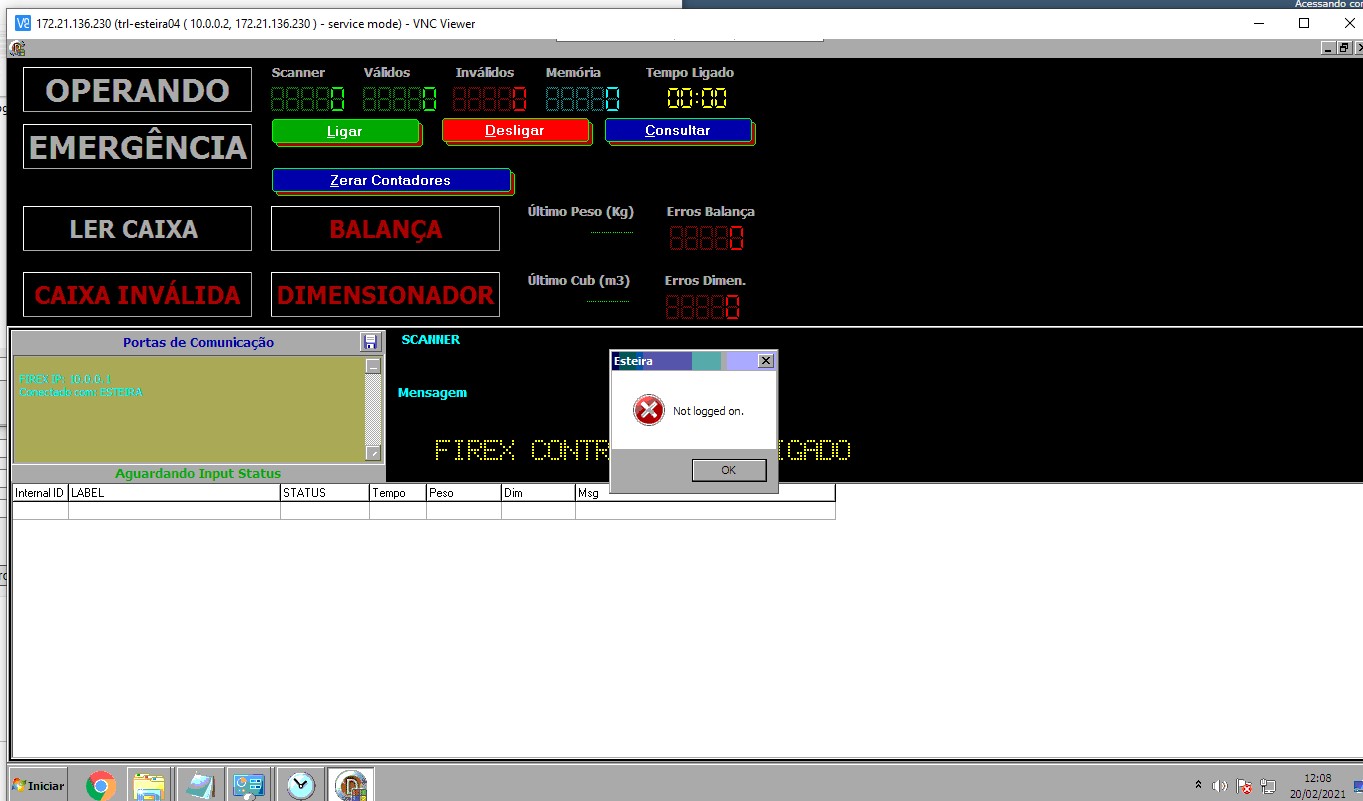 Acessando co
172.21.136.230 (trl-esteira04 ( 10.0.0.2, 172.21.136.230 ) - service mode) - VNC Viewer
OPERANDO
Scanner Válidos Inválidos Memória Tempo Ligado
0 0 0 0 00:00
EMERGÊNCIA
Ligar Desligar Consultar
Zerar Contadores
LER CAIXA BALANÇA Último Peso (Kg) Erros Balança
0
CAIXA INVÁLIDA DIMENSIONADOR Último Cub (m3) Erros Dimen.
0
Portas de Comunicação
FIREX IP: 10.0.0.1
Conectado com: ESTEIRA
Aguardando Input Status
SCANNER
Mensagem
FIREX CONTR
IGADO
Esteira
Not logged on.
OK
Internal ID LABEL STATUS Tempo Peso Dim Msg
Iniciar
12:08
20/02/2021